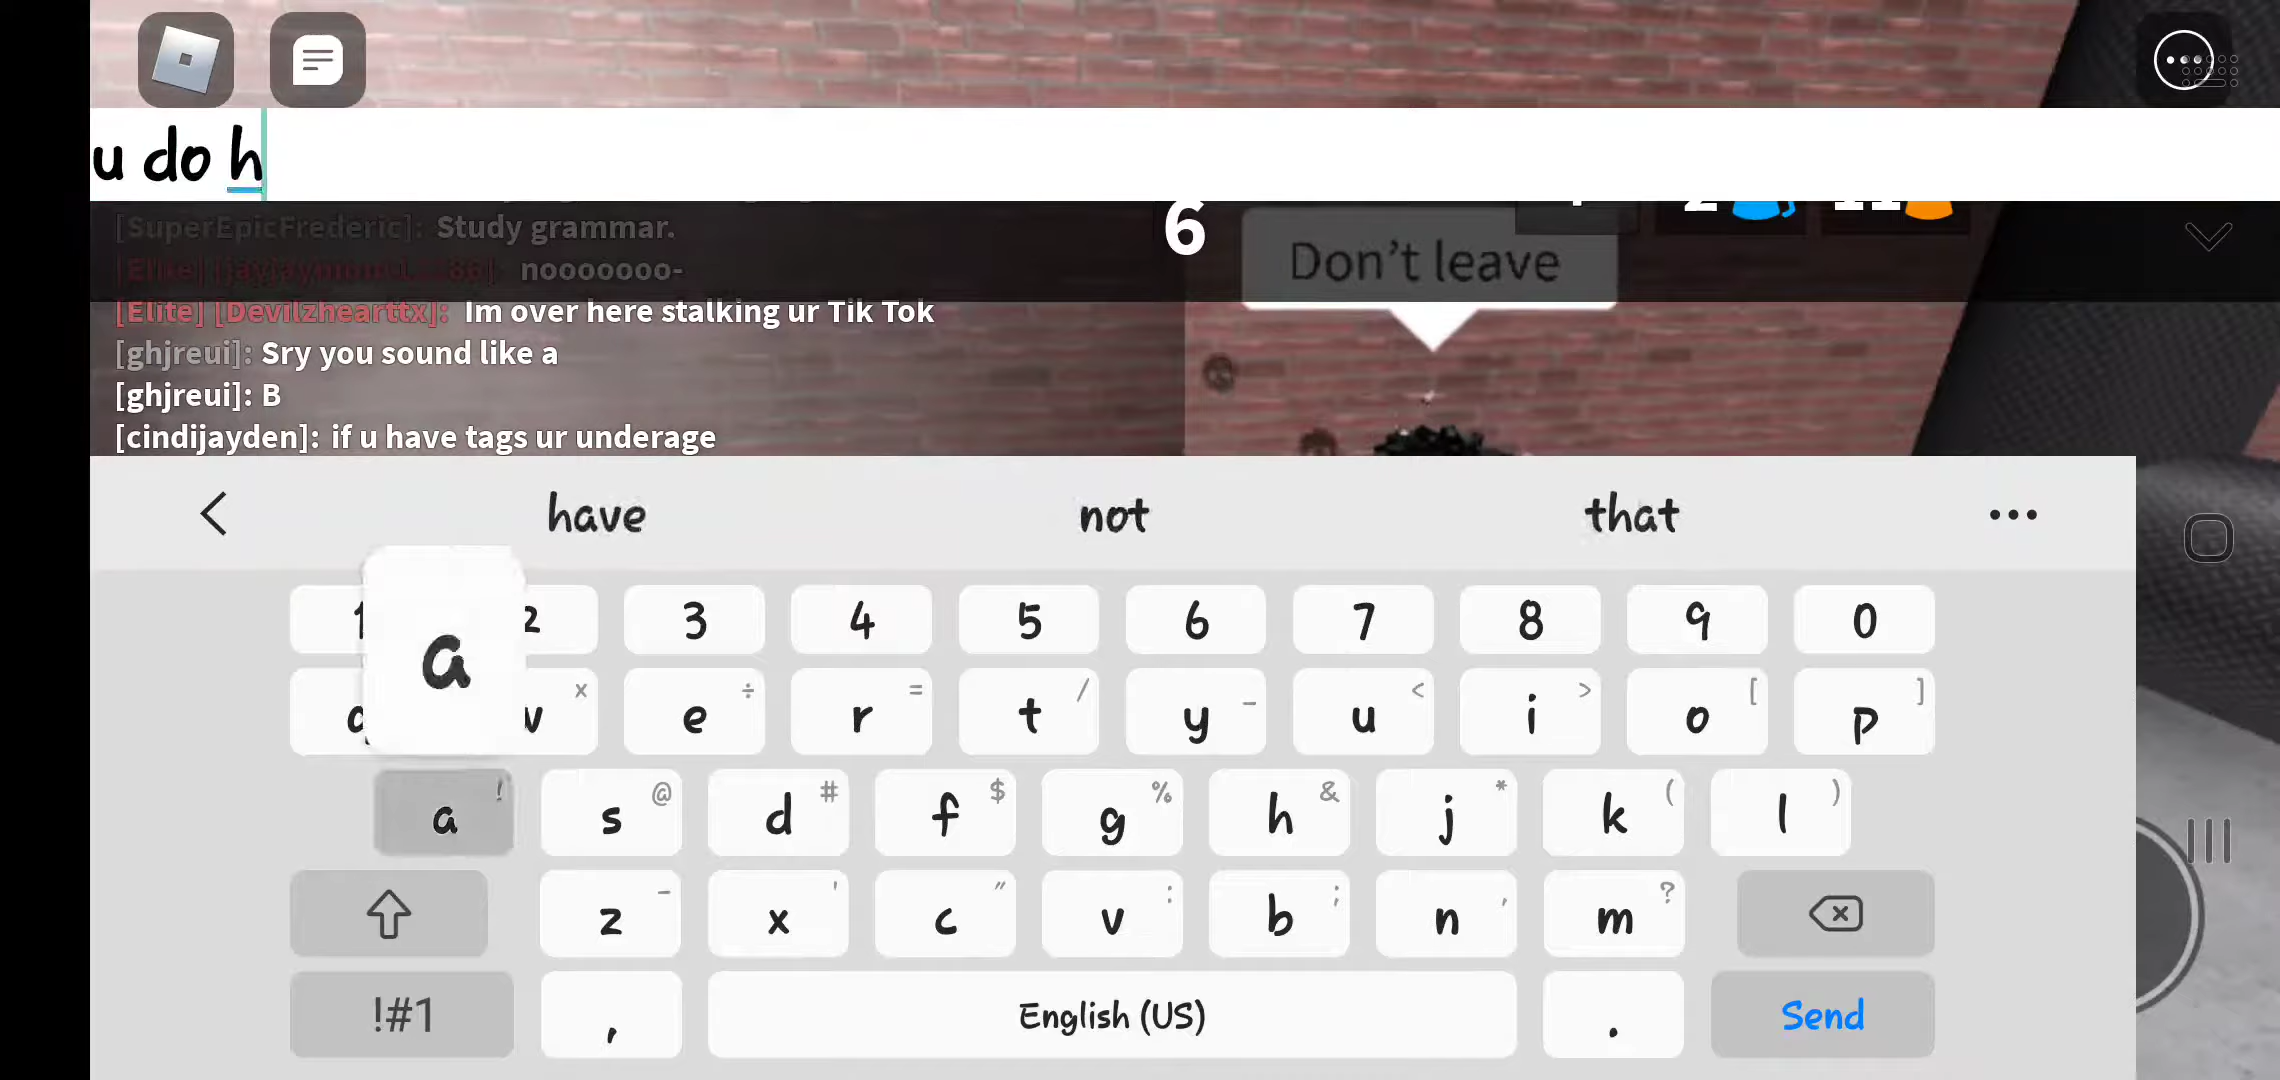 u do h
[SuperEpicFrederic]: Study grammar.
nooooooo-
[Elite] [Devilzhearttx]: Im over here stalking ur Tik Tok
[ghjreui]: Sry you sound like a
[ghjreui]: B
[cindijayden]: if u have tags ur underage
6
Don't leave
have not that
1 2 3 4 5 6 7 8 9 0
a
e ÷ r = t / y - u < i > o [ p ]
a ! s @ d # f $ g % h & j * k ( l )
z - x ' c " v : b ; n , m ?
!#1 , English (US) . Send